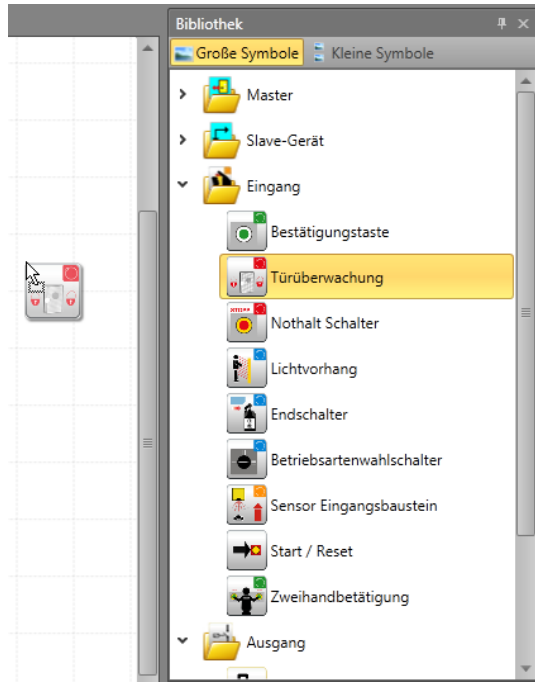 Bibliothek
Große Symbole Kleine Symbole
Master
Slave-Gerät
Eingang
Bestätigungstaste
Türüberwachung
Nothalt Schalter
Lichtvorhang
Endschalter
Betriebsartenwahlschalter
Sensor Eingangsbaustein
Start / Reset
Zweihandbetätigung
Ausgang